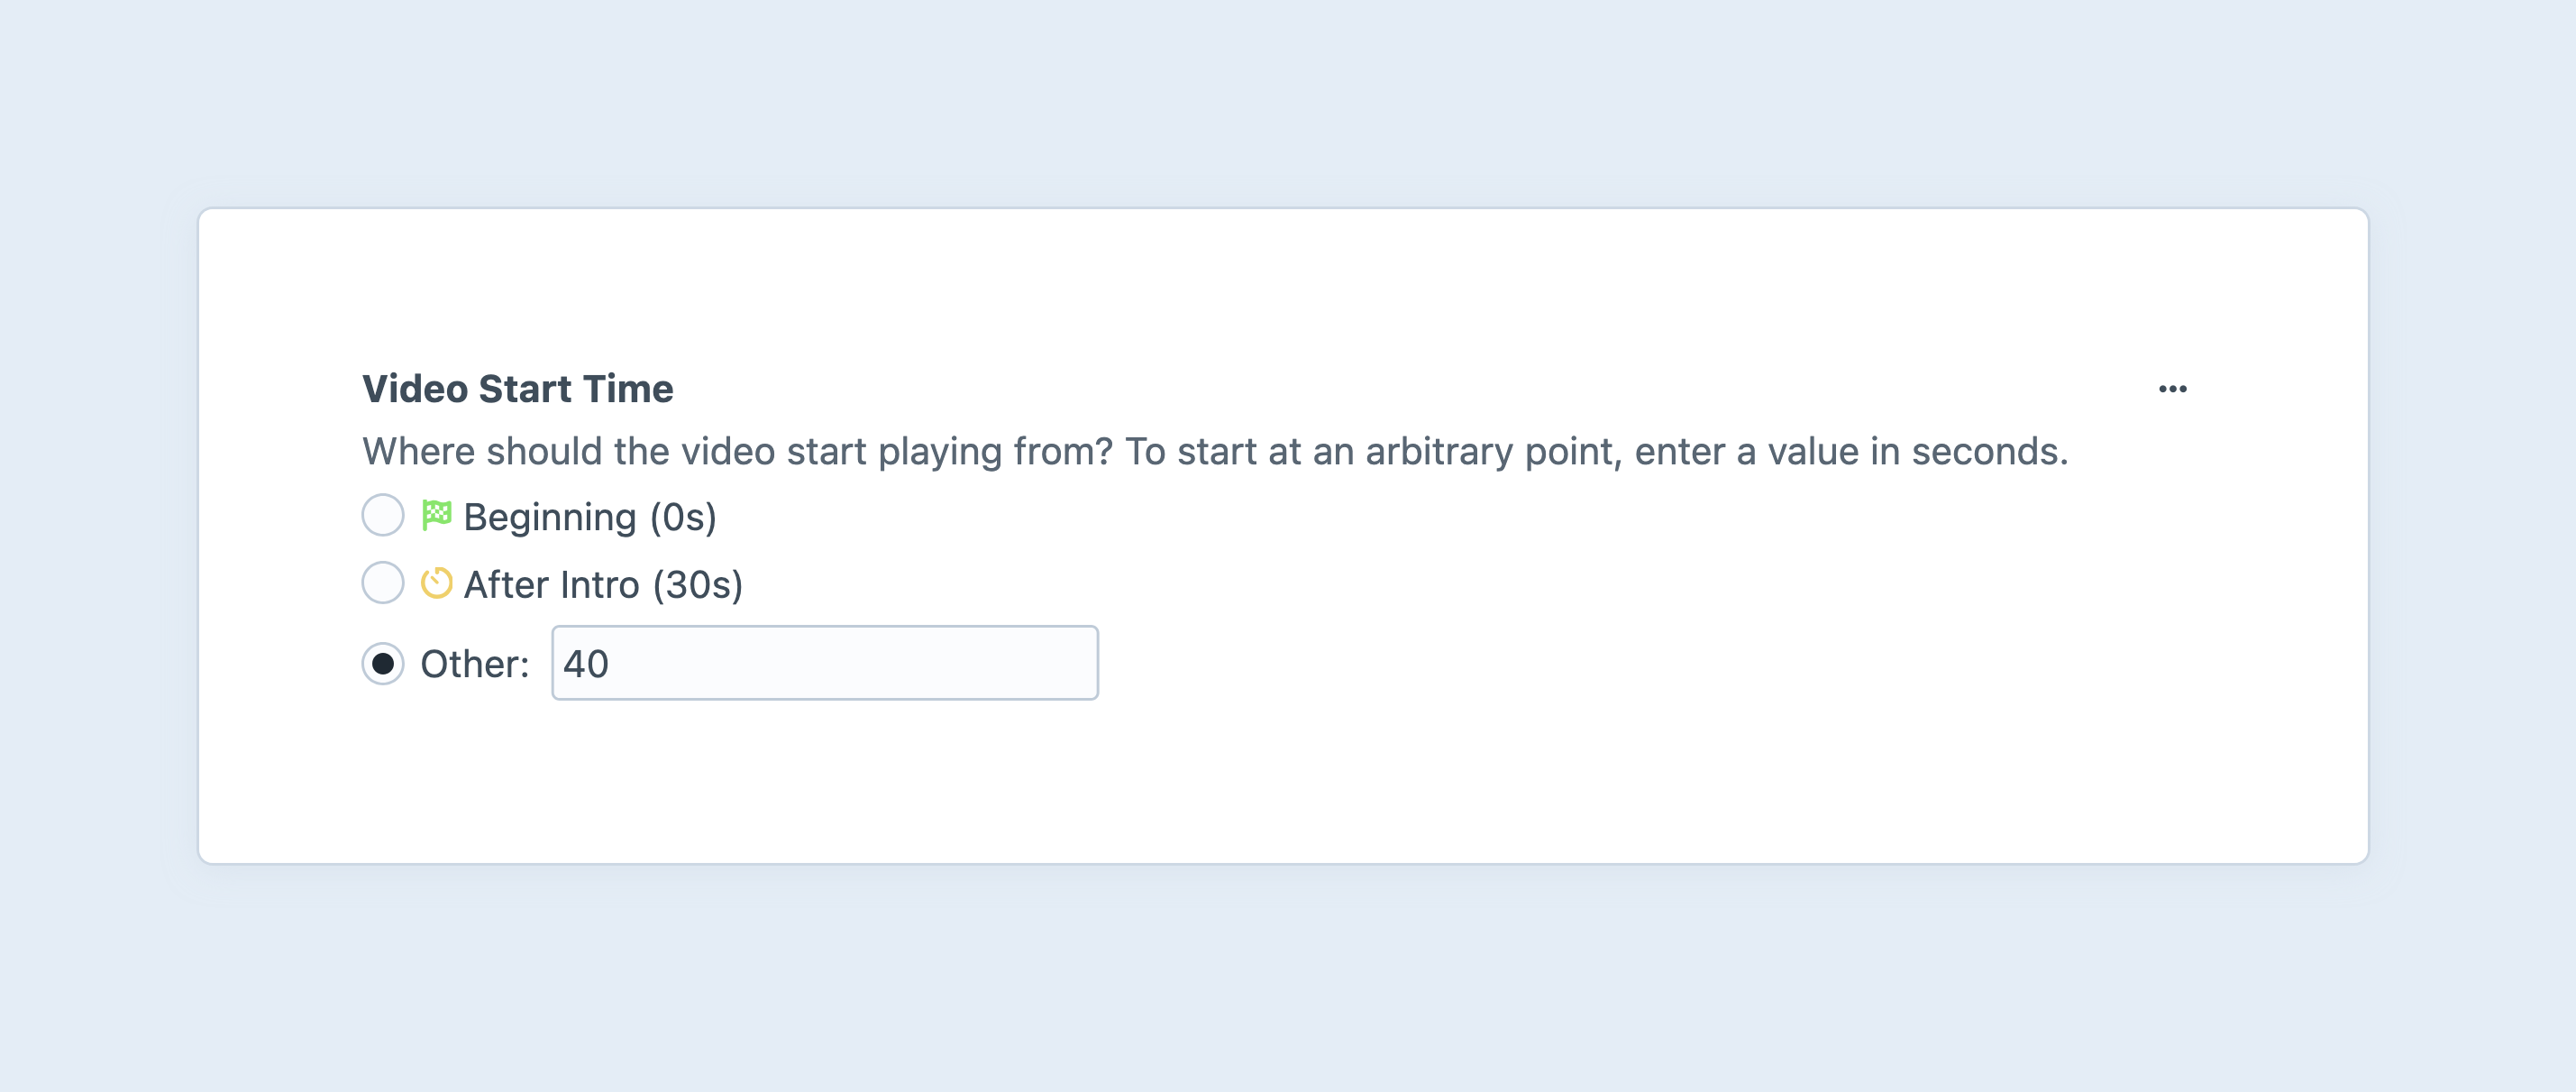 Video Start Time
Where should the video start playing from? To start at an arbitrary point, enter a value in seconds.
Beginning (0s)
After Intro (30s)
Other: 40